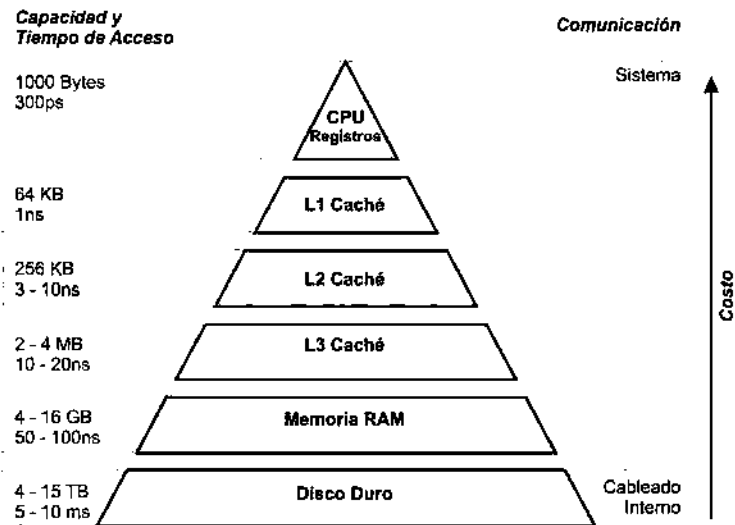 Capacidad y
Tiempo de Acceso
Comunicación
1000 Bytes
300ps
Sistema
CPU
Registros
64 KB
1ns
L1 Caché
256 KB
3 - 10ns
L2 Caché
2 - 4 MB
10 - 20ns
L3 Caché
Costo
4 - 16 GB
50 - 100ns
Memoria RAM
4 - 15 TB
5 - 10 ms
Disco Duro
Cableado
Interno